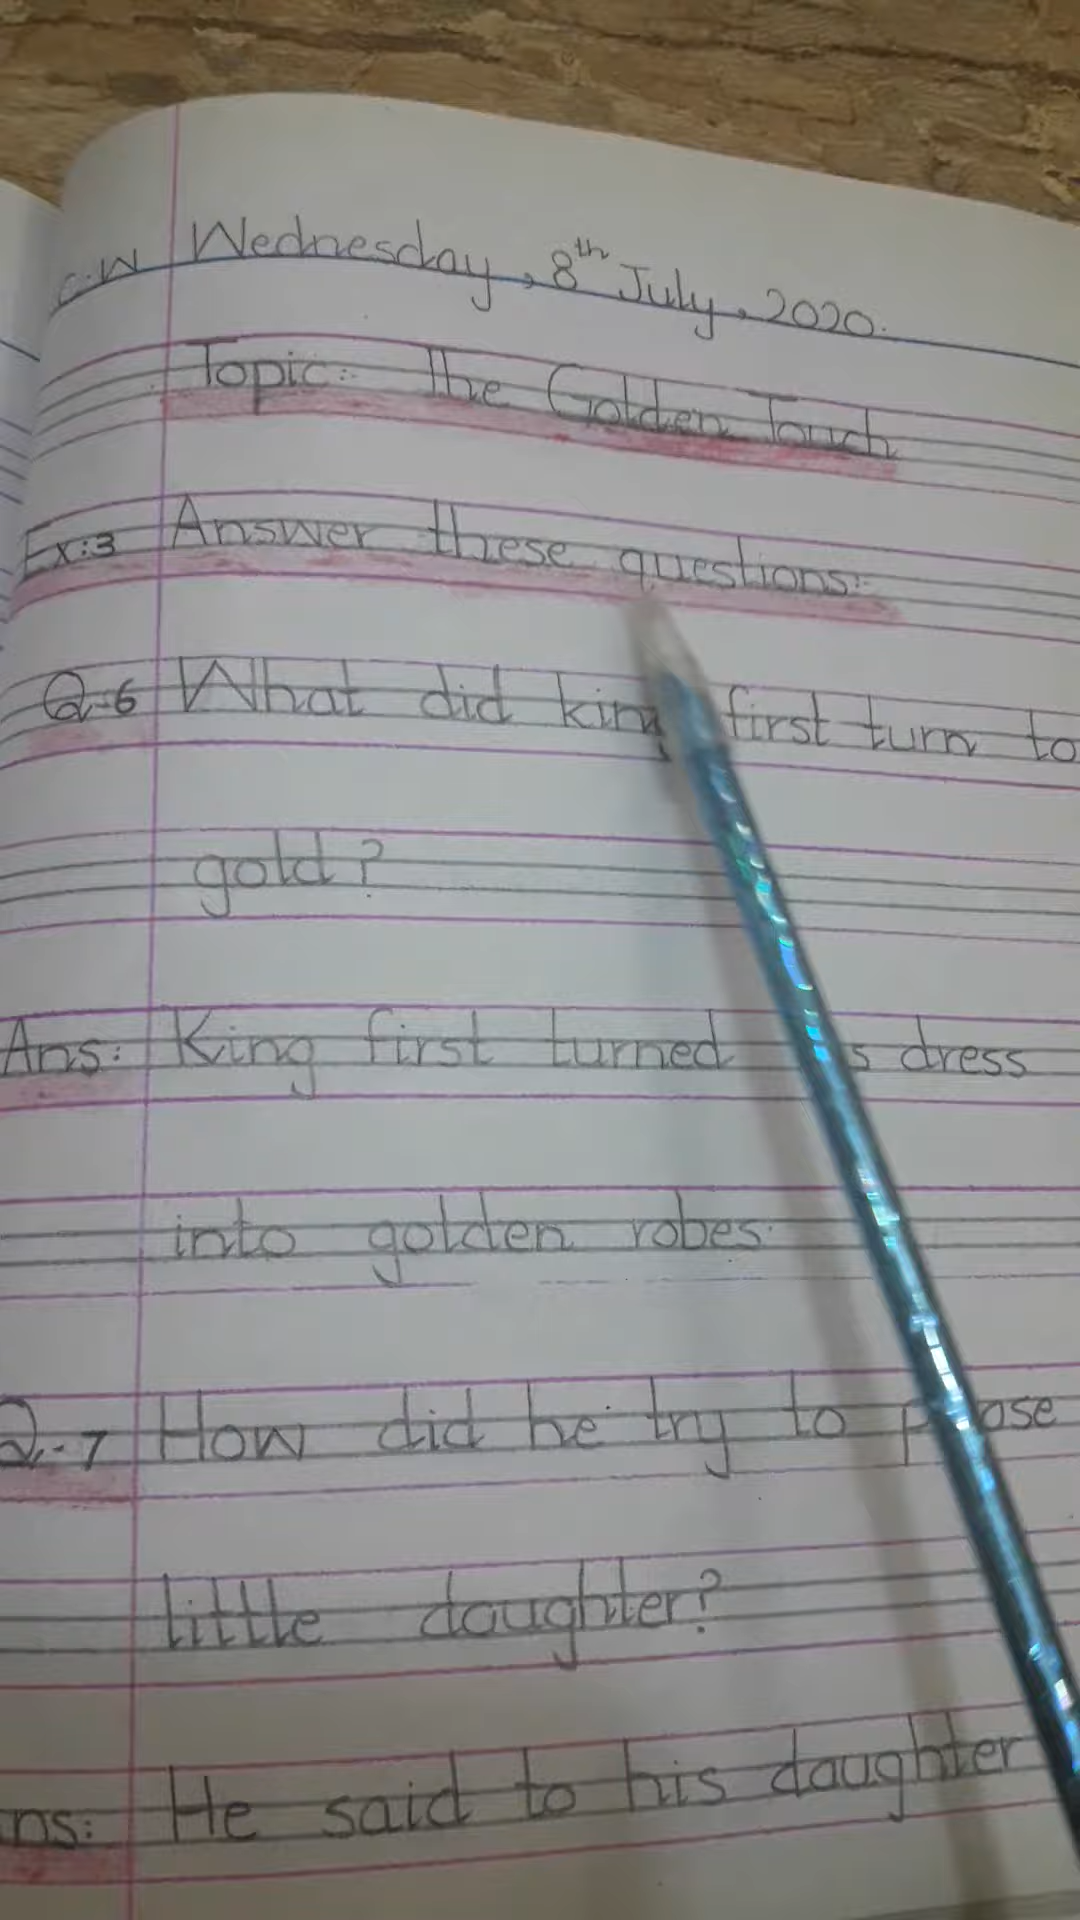 C.W Wednesday, 8th July, 2020.
Topic:- The Golden Touch
Ex:3 Answer these questions:-
Q.6 What did king first turn to
gold?
Ans: King first turned dress
into golden robes.
Q.7 How did he try to
little daughter?
He said to his daughter